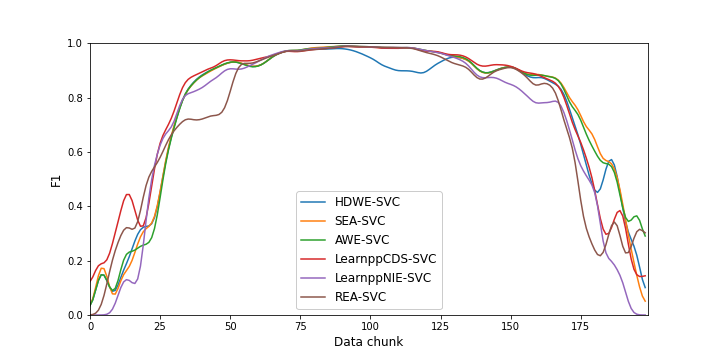 1.0
0.8
0.6
0.4
0.2
0.0
F1
HDWE-SVC
SEA-SVC
AWE-SVC
LearnppCDS-SVC
LearnppNIE-SVC
REA-SVC
0 25 50 75 100 125 150 175
Data chunk